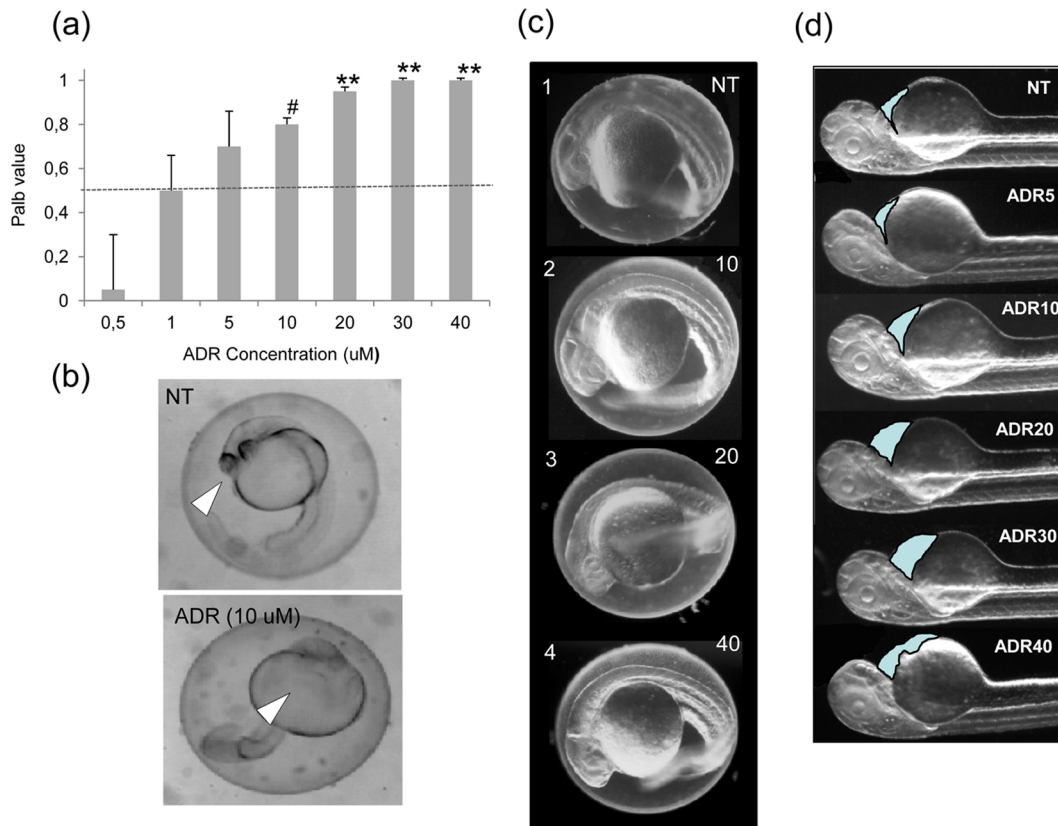 (a)
Palb value
1
0,8
0,6
0,4
0,2
0
#
**
**
**
0,5 1 5 10 20 30 40
ADR Concentration (uM)
(b)
NT
ADR (10 uM)
(c)
1 NT
2 10
3 20
4 40
(d)
NT
ADR5
ADR10
ADR20
ADR30
ADR40